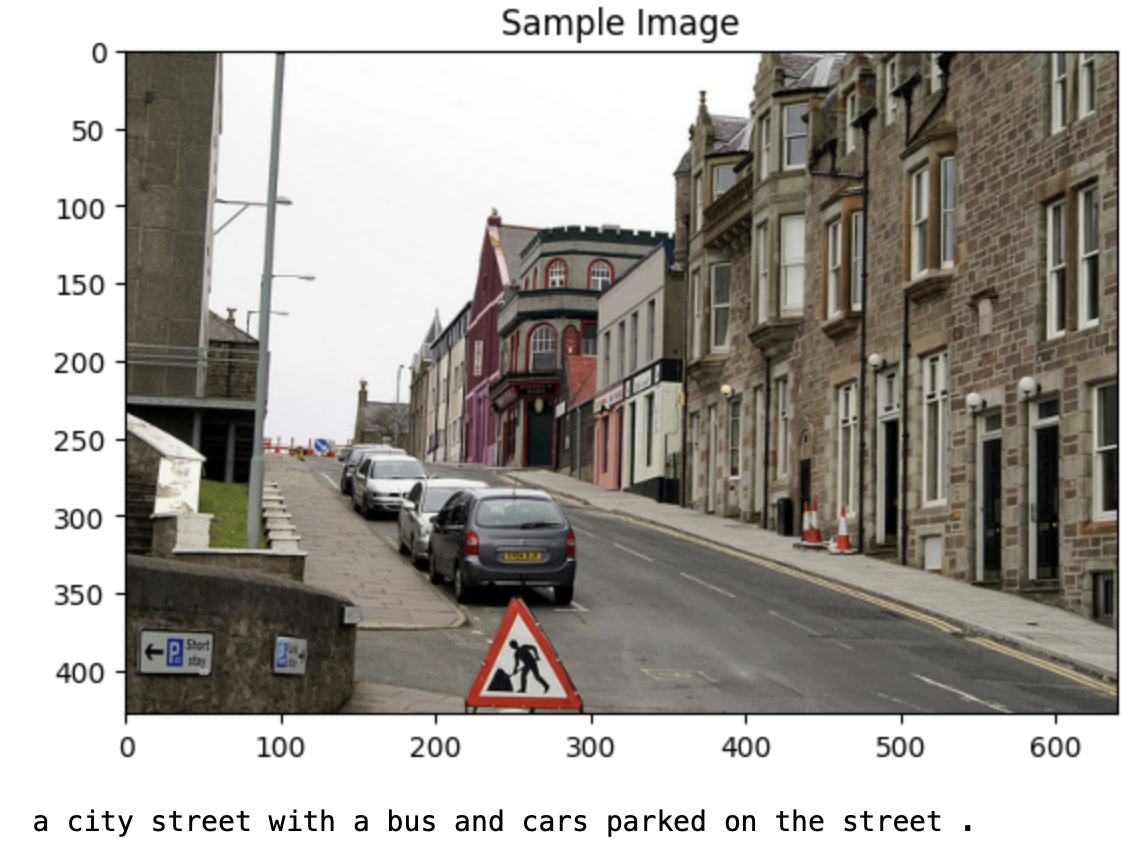 Sample Image
0
50
100
150
200
250
300
350
400
P Short
stay
P
0 100 200 300 400 500 600
a city street with a bus and cars parked on the street .